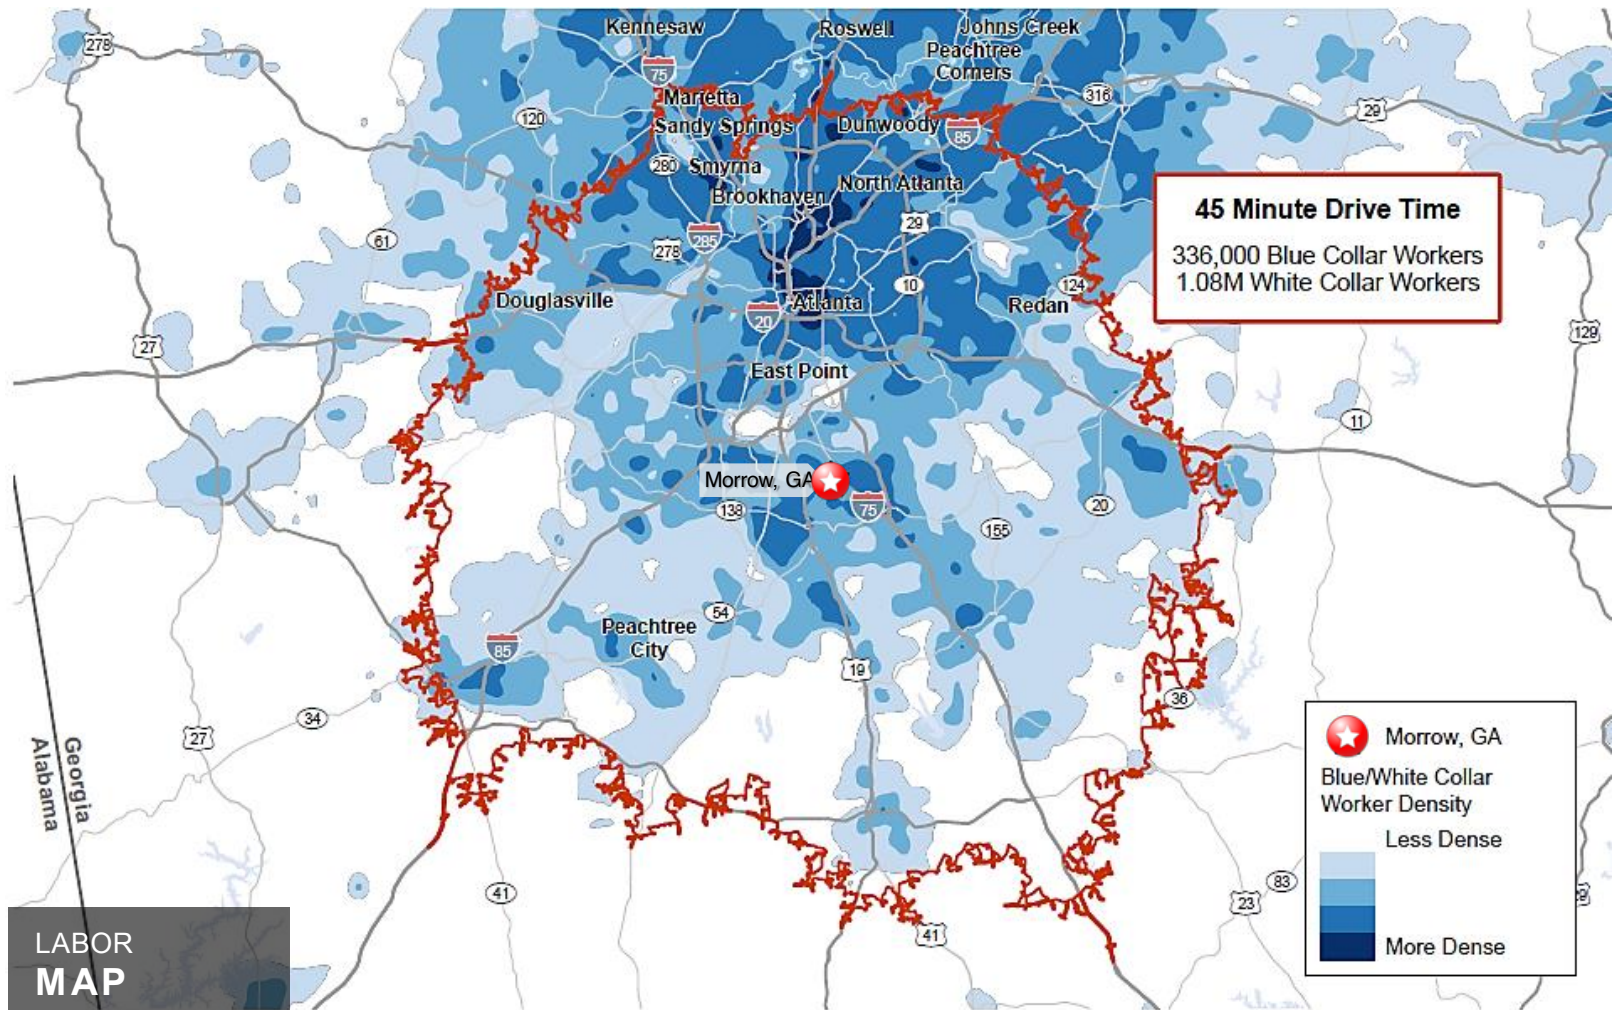 Kennesaw
Roswell
Johns Creek
278
Peachtree
Corners
75
Marietta
316
29
120
Sandy Springs
Dunwoody
85
280
Smyrna
North Atlanta
Brookhaven
45 Minute Drive Time
61
285
29
278
336,000 Blue Collar Workers
1.08M White Collar Workers
10
124
Douglasville
Atlanta
Redan
20
129
27
East Point
11
Morrow, GA
138
75
20
155
54
Peachtree
City
85
19
36
34
27
Georgia
Alabama
Morrow, GA
Blue/White Collar
Worker Density
Less Dense
More Dense
41
83
23
41
LABOR
MAP